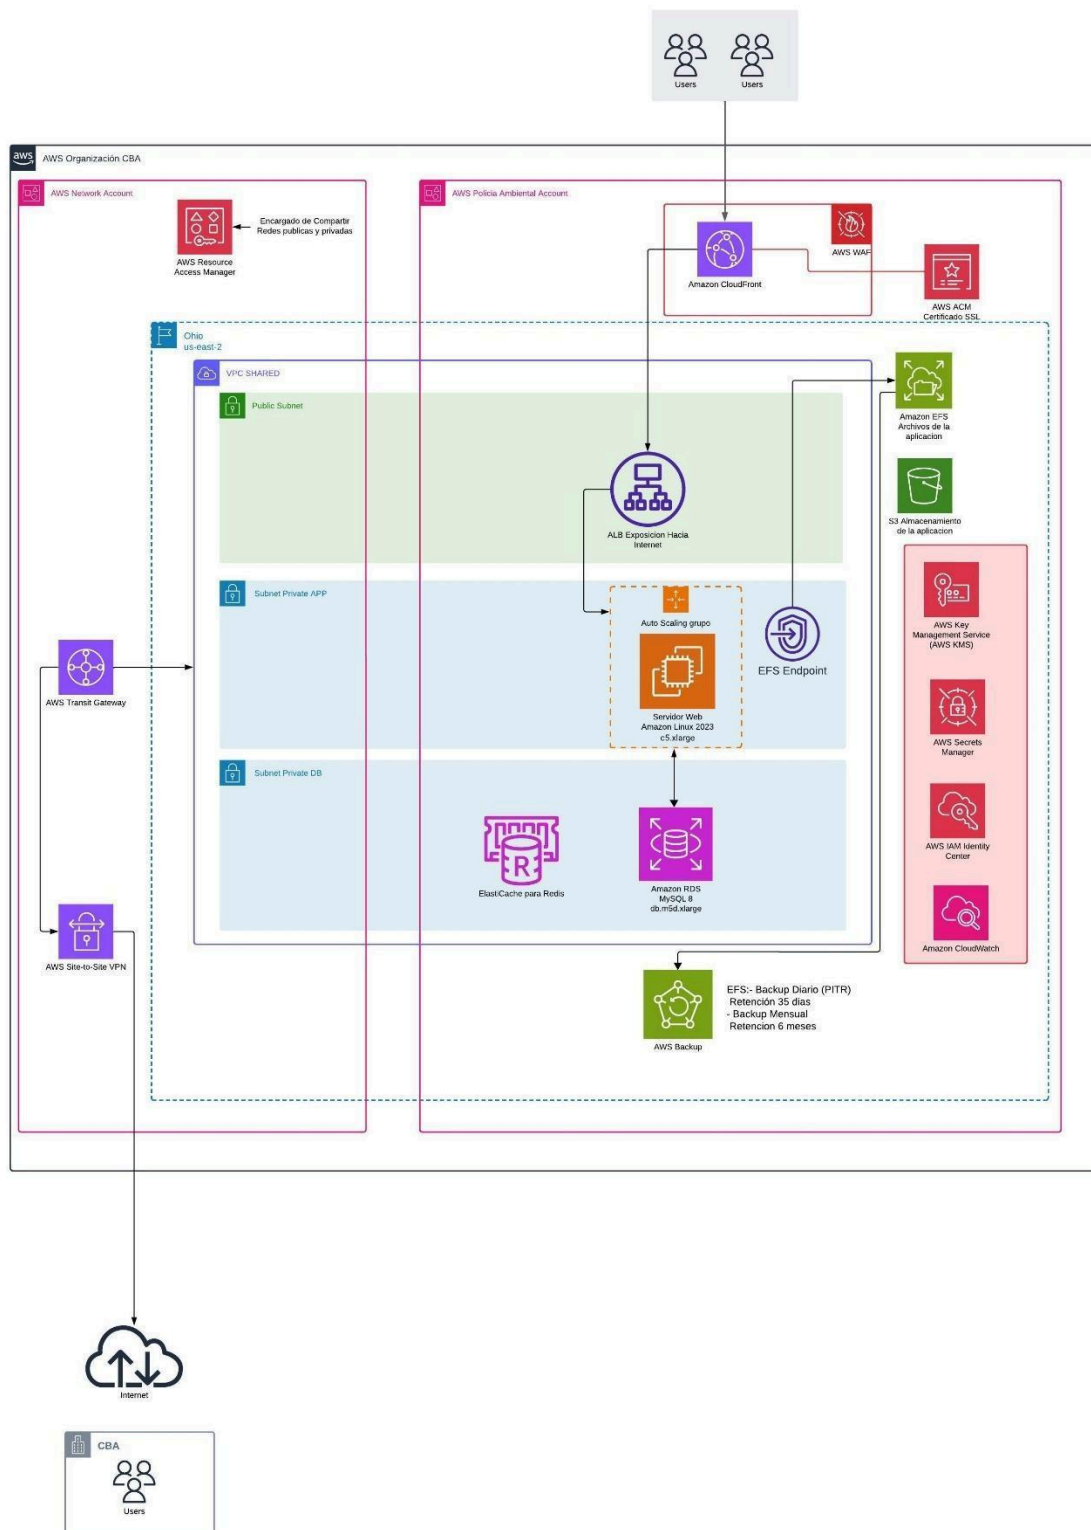 Users
Users
aws
AWS Organización CBA
AWS Network Account
AWS Policia Ambiental Account
AWS Resource
Access Manager
Encargado de Compartir
Redes publicas y privadas
Amazon CloudFront
AWS WAF
AWS ACM
Certificado SSL
Ohio
us-east-2
VPC SHARED
Public Subnet
Amazon EFS
Archivos de la
aplicacion
ALB Exposicion Hacia
Internet
S3 Almacenamiento
de la aplicacion
Subnet Private APP
Auto Scaling grupo
Servidor Web
Amazon Linux 2023
c5.xlarge
EFS Endpoint
AWS Key
Management Service
(AWS KMS)
AWS Transit Gateway
AWS Secrets
Manager
Subnet Private DB
R
ElastiCache para Redis
Amazon RDS
MySQL 8
db.m5d.xlarge
AWS IAM Identity
Center
Amazon CloudWatch
AWS Site-to-Site VPN
AWS Backup
EFS:- Backup Diario (PITR)
Retención 35 dias
- Backup Mensual
Retencion 6 meses
Internet
CBA
Users